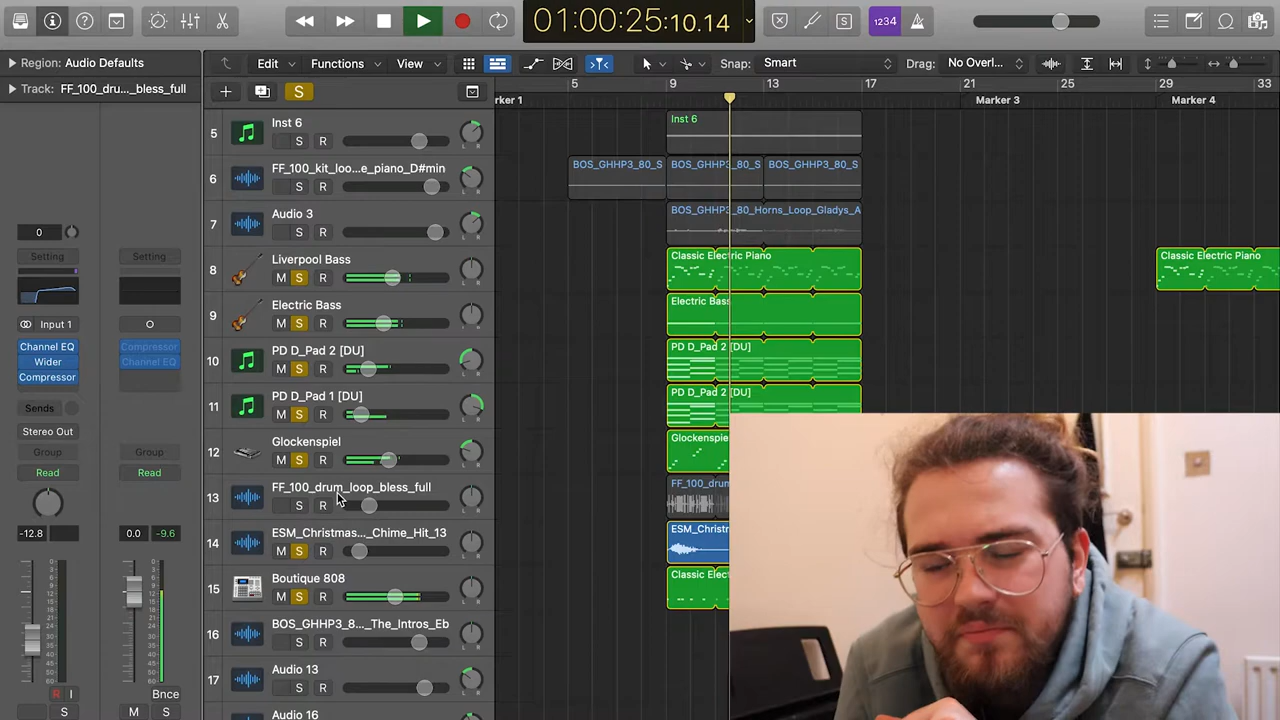 01:00:25:10.14
1234
Region: Audio Defaults
Edit
Functions
View
Snap: Smart
Drag: No Overl...
Track: FF_100_dru..._bless_full
S
5 9 13 17 21 25 29 33
rker 1
Marker 3
Marker 4
5 Inst 6 S R
Inst 6
6 FF_100_kit_loo...e_piano_D#min S R
BOS_GHHP3_80_S BOS_GHHP3_80_S BOS_GHHP3_80_S
7 Audio 3 S R
BOS_GHHP3_80_Horns_Loop_Gladys_A
8 Liverpool Bass M S R
Classic Electric Piano
Classic Electric Piano
9 Electric Bass M S R
Electric Bass
10 PD D_Pad 2 [DU] M S R
PD D_Pad 2 [DU]
11 PD D_Pad 1 [DU] M S R
PD D_Pad 2 [DU]
12 Glockenspiel M S R
Glockenspie
13 FF_100_drum_loop_bless_full S R
FF_100_drum
14 ESM_Christmas..._Chime_Hit_13 M S R
ESM_Christr
15 Boutique 808 M S R
Classic Elect
16 BOS_GHHP3_8..._The_Intros_Eb S R
17 Audio 13 S R
Audio 16
0
Setting Setting
Input 1
Channel EQ Compressor
Wider Channel EQ
Compressor
Sends
Stereo Out
Group Group
Read Read
-12.8 0.0 -9.6
R I Bnce
S M S